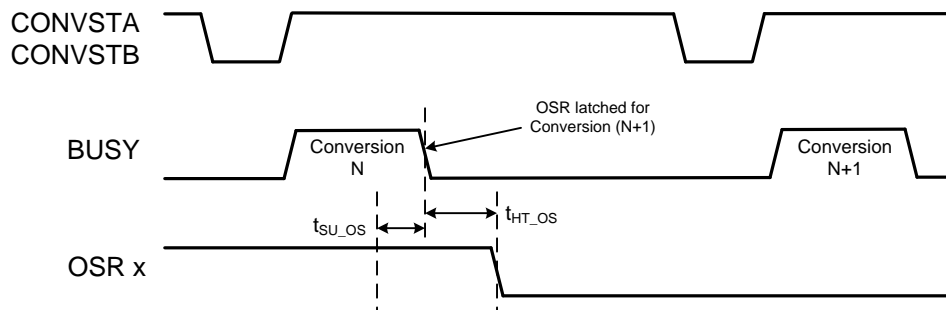 CONVSTA
CONVSTB
OSR latched for
Conversion (N+1)
BUSY
Conversion
N
Conversion
N+1
tSU_OS
tHT_OS
OSR x